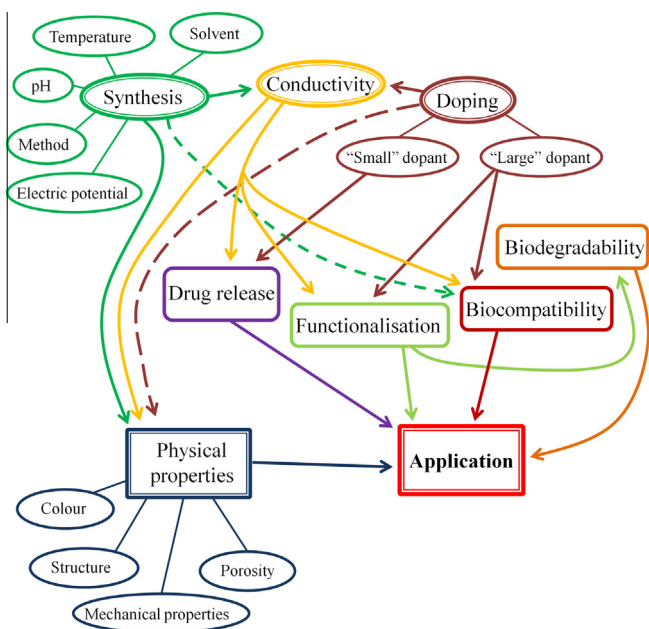 Temperature
Solvent
pH
Synthesis
Conductivity
Doping
Method
"Small" dopant
"Large" dopant
Electric potential
Biodegradability
Drug release
Functionalisation
Biocompatibility
Physical
properties
Application
Colour
Structure
Porosity
Mechanical properties